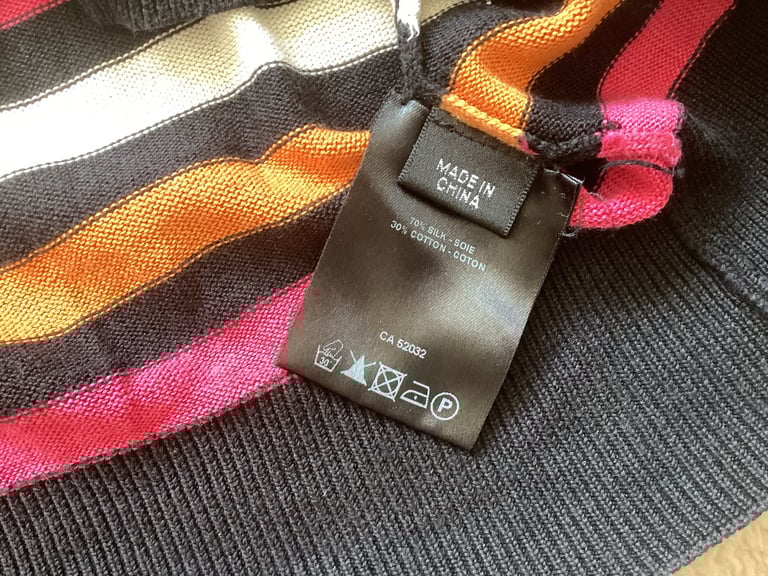 MADE IN
CHINA
70% SILK - SOIE
30% COTTON - COTON
CA 52032
30°
P